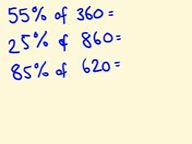 55% of 360=
25% of 860=
85% of 620=